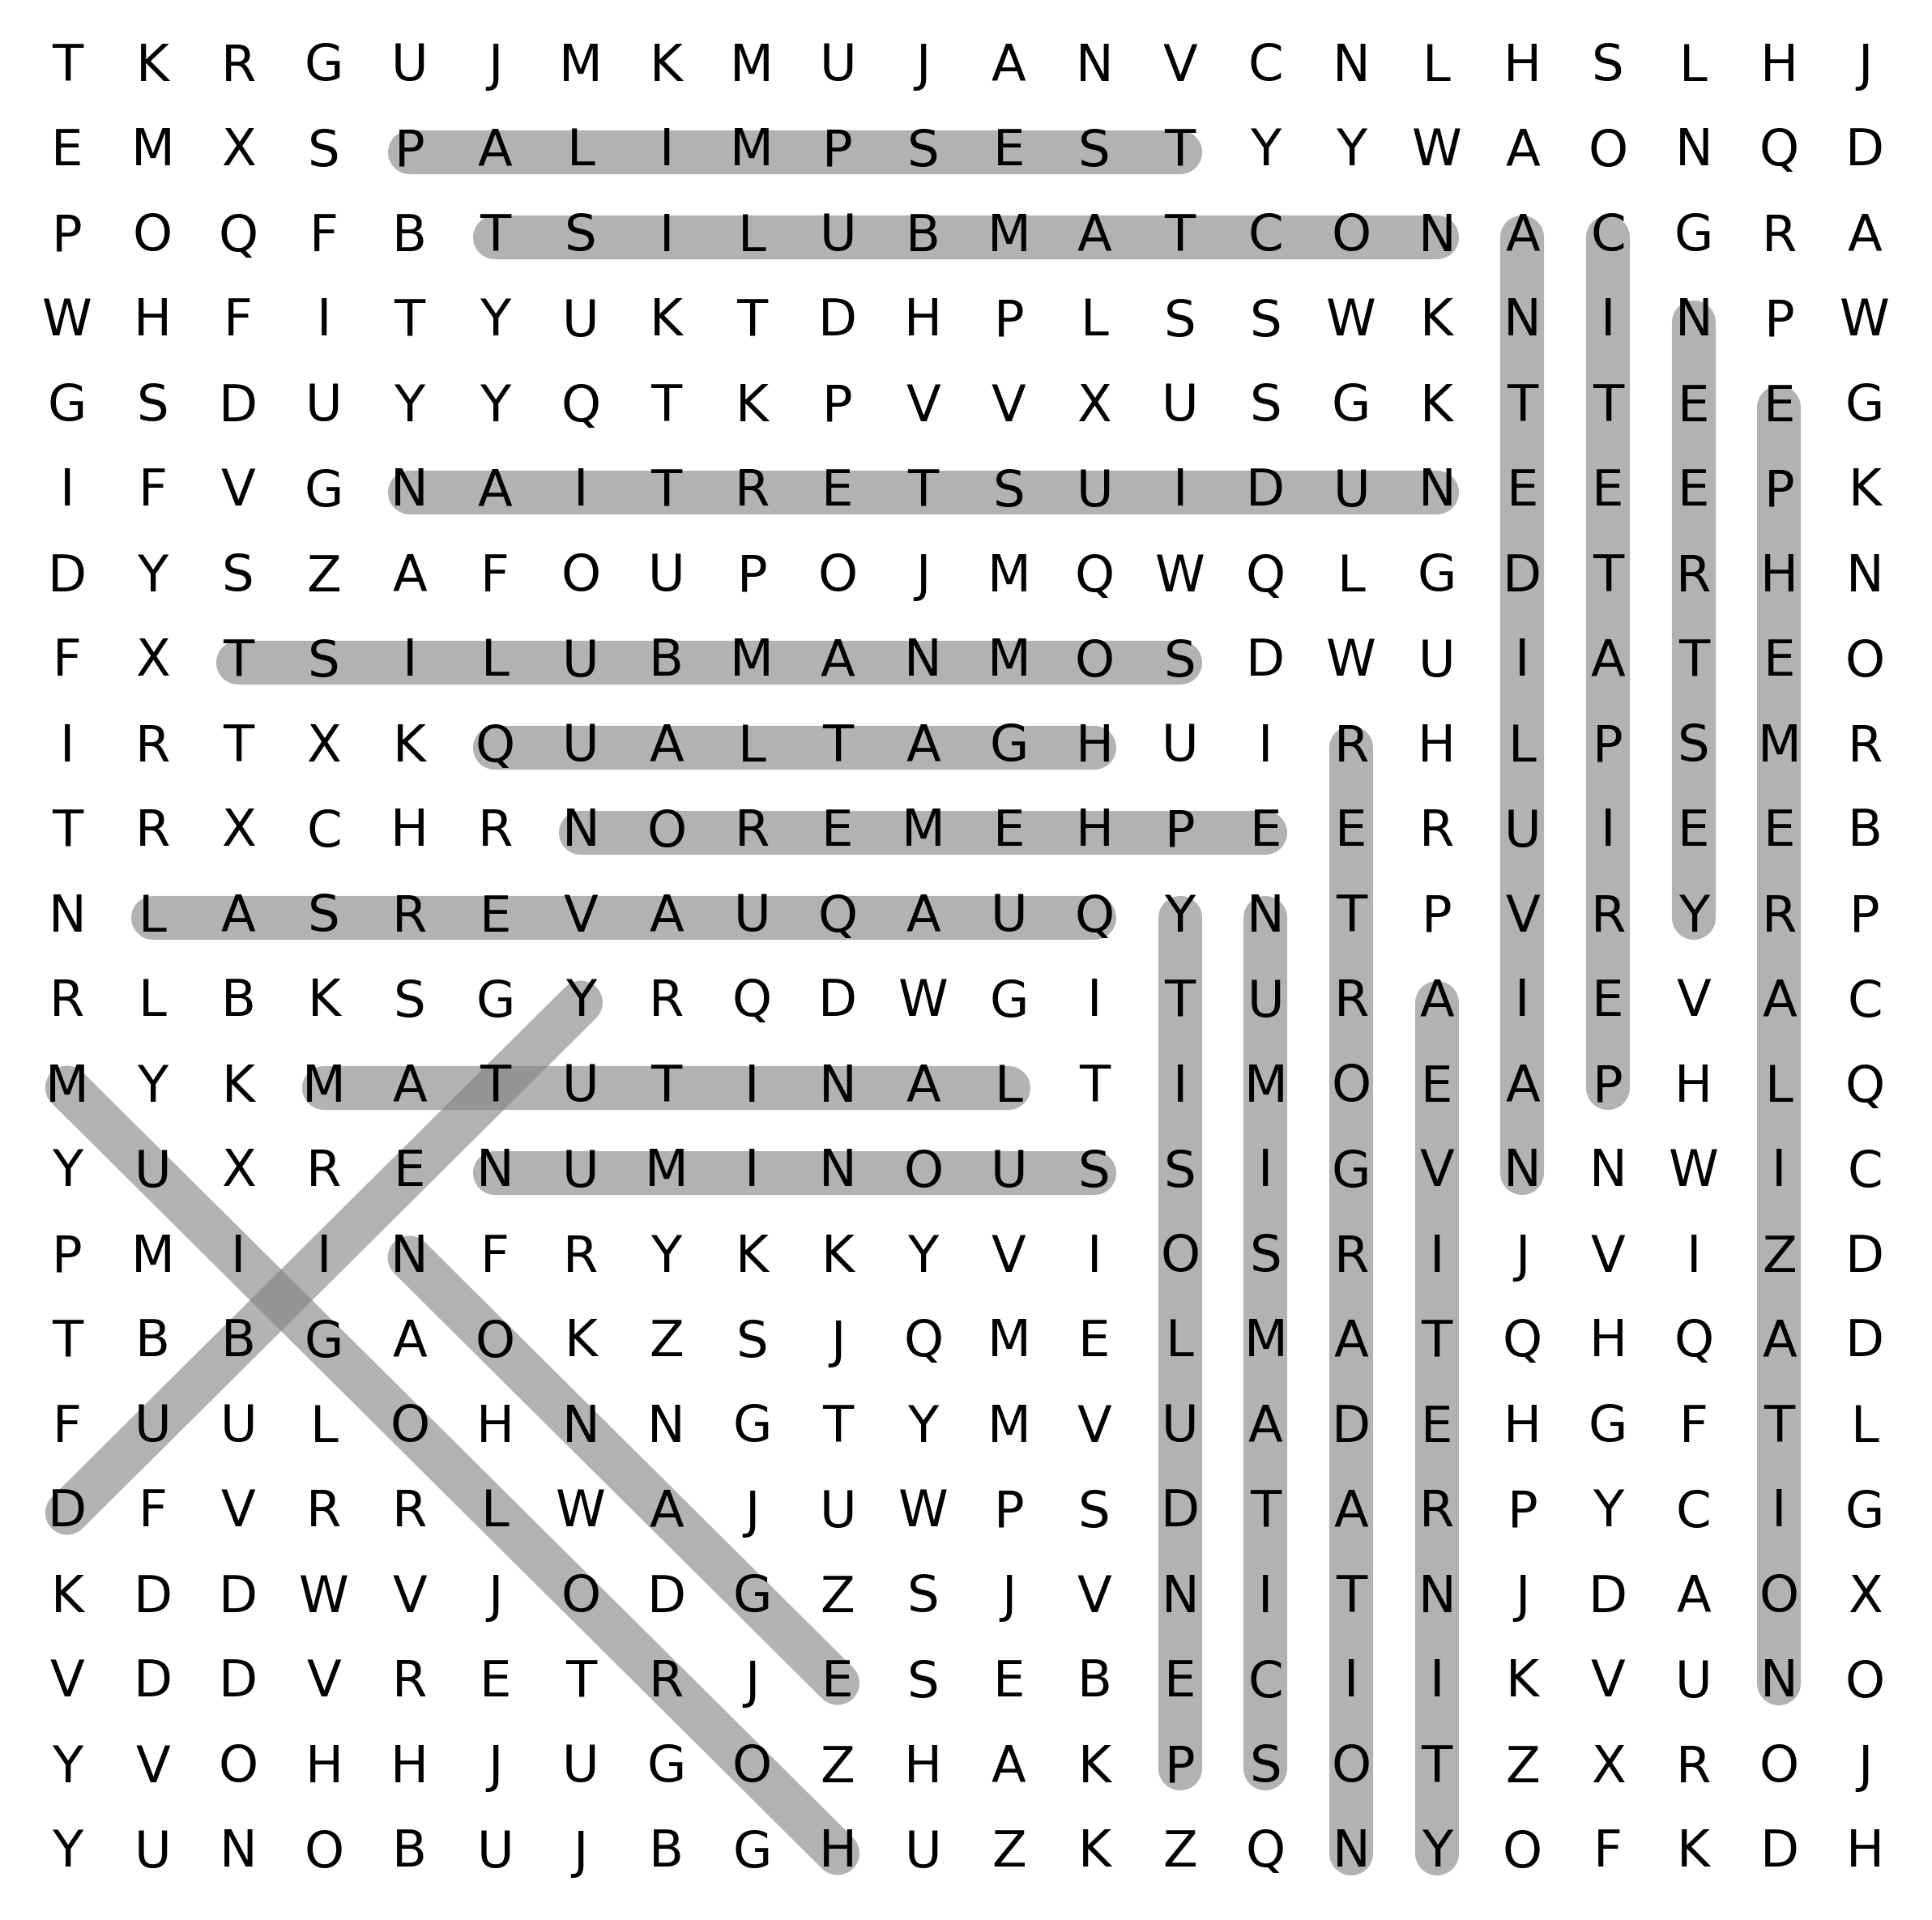 T K R G U J M K M U J A N V C N L H S L H J
E M X S P A L I M P S E S T Y Y W A O N Q D
P O Q F B T S I L U B M A T C O N A C G R A
W H F I T Y U K T D H P L S S W K N I N P W
G S D U Y Y Q T K P V V X U S G K T T E E G
I F V G N A I T R E T S U I D U N E E E P K
D Y S Z A F O U P O J M Q W Q L G D T R H N
F X T S I L U B M A N M O S D W U I A T E O
I R T X K Q U A L T A G H U I R H L P S M R
T R X C H R N O R E M E H P E E R U I E E B
N L A S R E V A U Q A U Q Y N T P V R Y R P
R L B K S G Y R Q D W G I T U R A I E V A C
M Y K M A T U T I N A L T I M O E A P H L Q
Y U X R E N U M I N O U S S I G V N N W I C
P M I I N F R Y K K Y V I O S R I J V I Z D
T B B G A O K Z S J Q M E L M A T Q H Q A D
F U U L O H N N G T Y M V U A D E H G F T L
D F V R R L W A J U W P S D T A R P Y C I G
K D D W V J O D G Z S J V N I T N J D A O X
V D D V R E T R J E S E B E C I I K V U N O
Y V O H H J U G O Z H A K P S O T Z X R O J
Y U N O B U J B G H U Z K Z Q N Y O F K D H